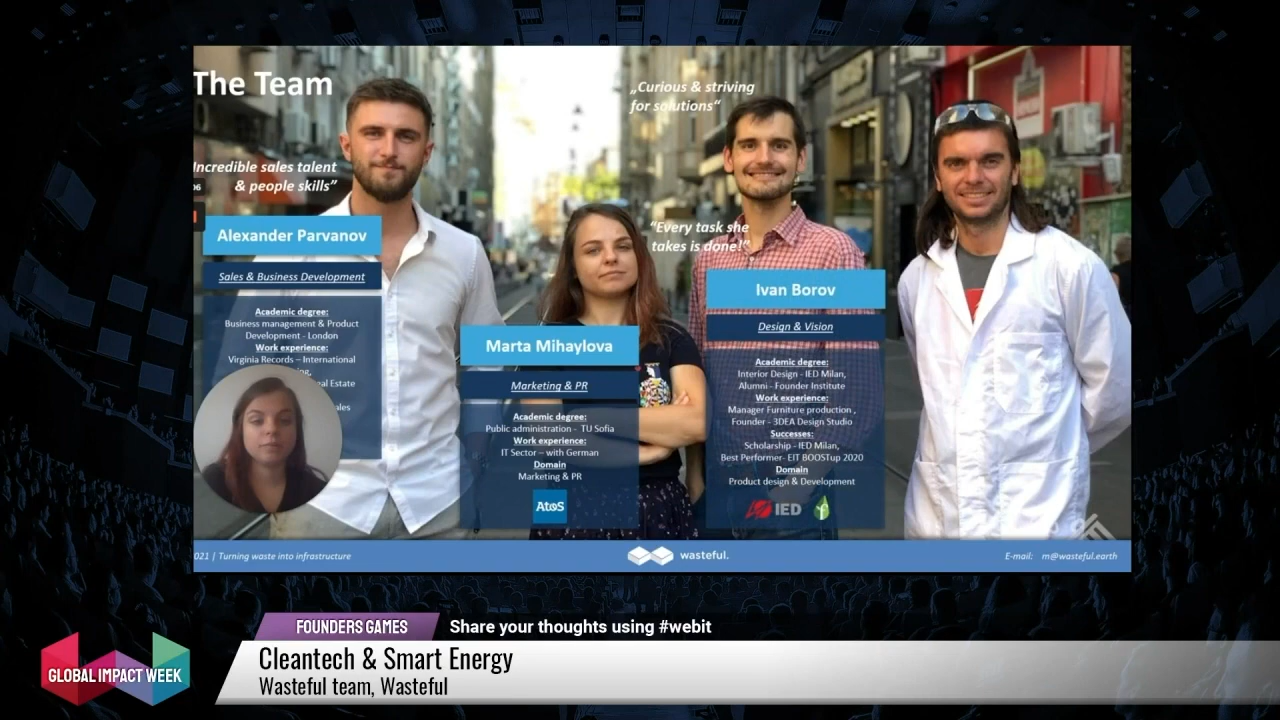 The Team
„Curious & striving
for solutions“
Incredible sales talent
& people skills”
06
Alexander Parvanov
Sales & Business Development
Academic degree:
Business management & Product
Development - London
Work experience:
Virginia Records – International
“Every task she
takes is done!”
Marta Mihaylova
Marketing & PR
Academic degree:
Public administration - TU Sofia
Work experience:
IT Sector – with German
Domain
Marketing & PR
Atos
Ivan Borov
Design & Vision
Academic degree:
Interior Design - IED Milan,
Alumni - Founder Institute
Work experience:
Manager Furniture production ,
Founder - 3DEA Design Studio
Successes:
Scholarship - IED Milan,
Best Performer- EIT BOOSTup 2020
Domain
Product design & Development
IED
021 | Turning waste into infrastructure
wasteful.
E-mail: m@wasteful.earth
FOUNDERS GAMES
Share your thoughts using #webit
GLOBAL IMPACT WEEK
Cleantech & Smart Energy
Wasteful team, Wasteful